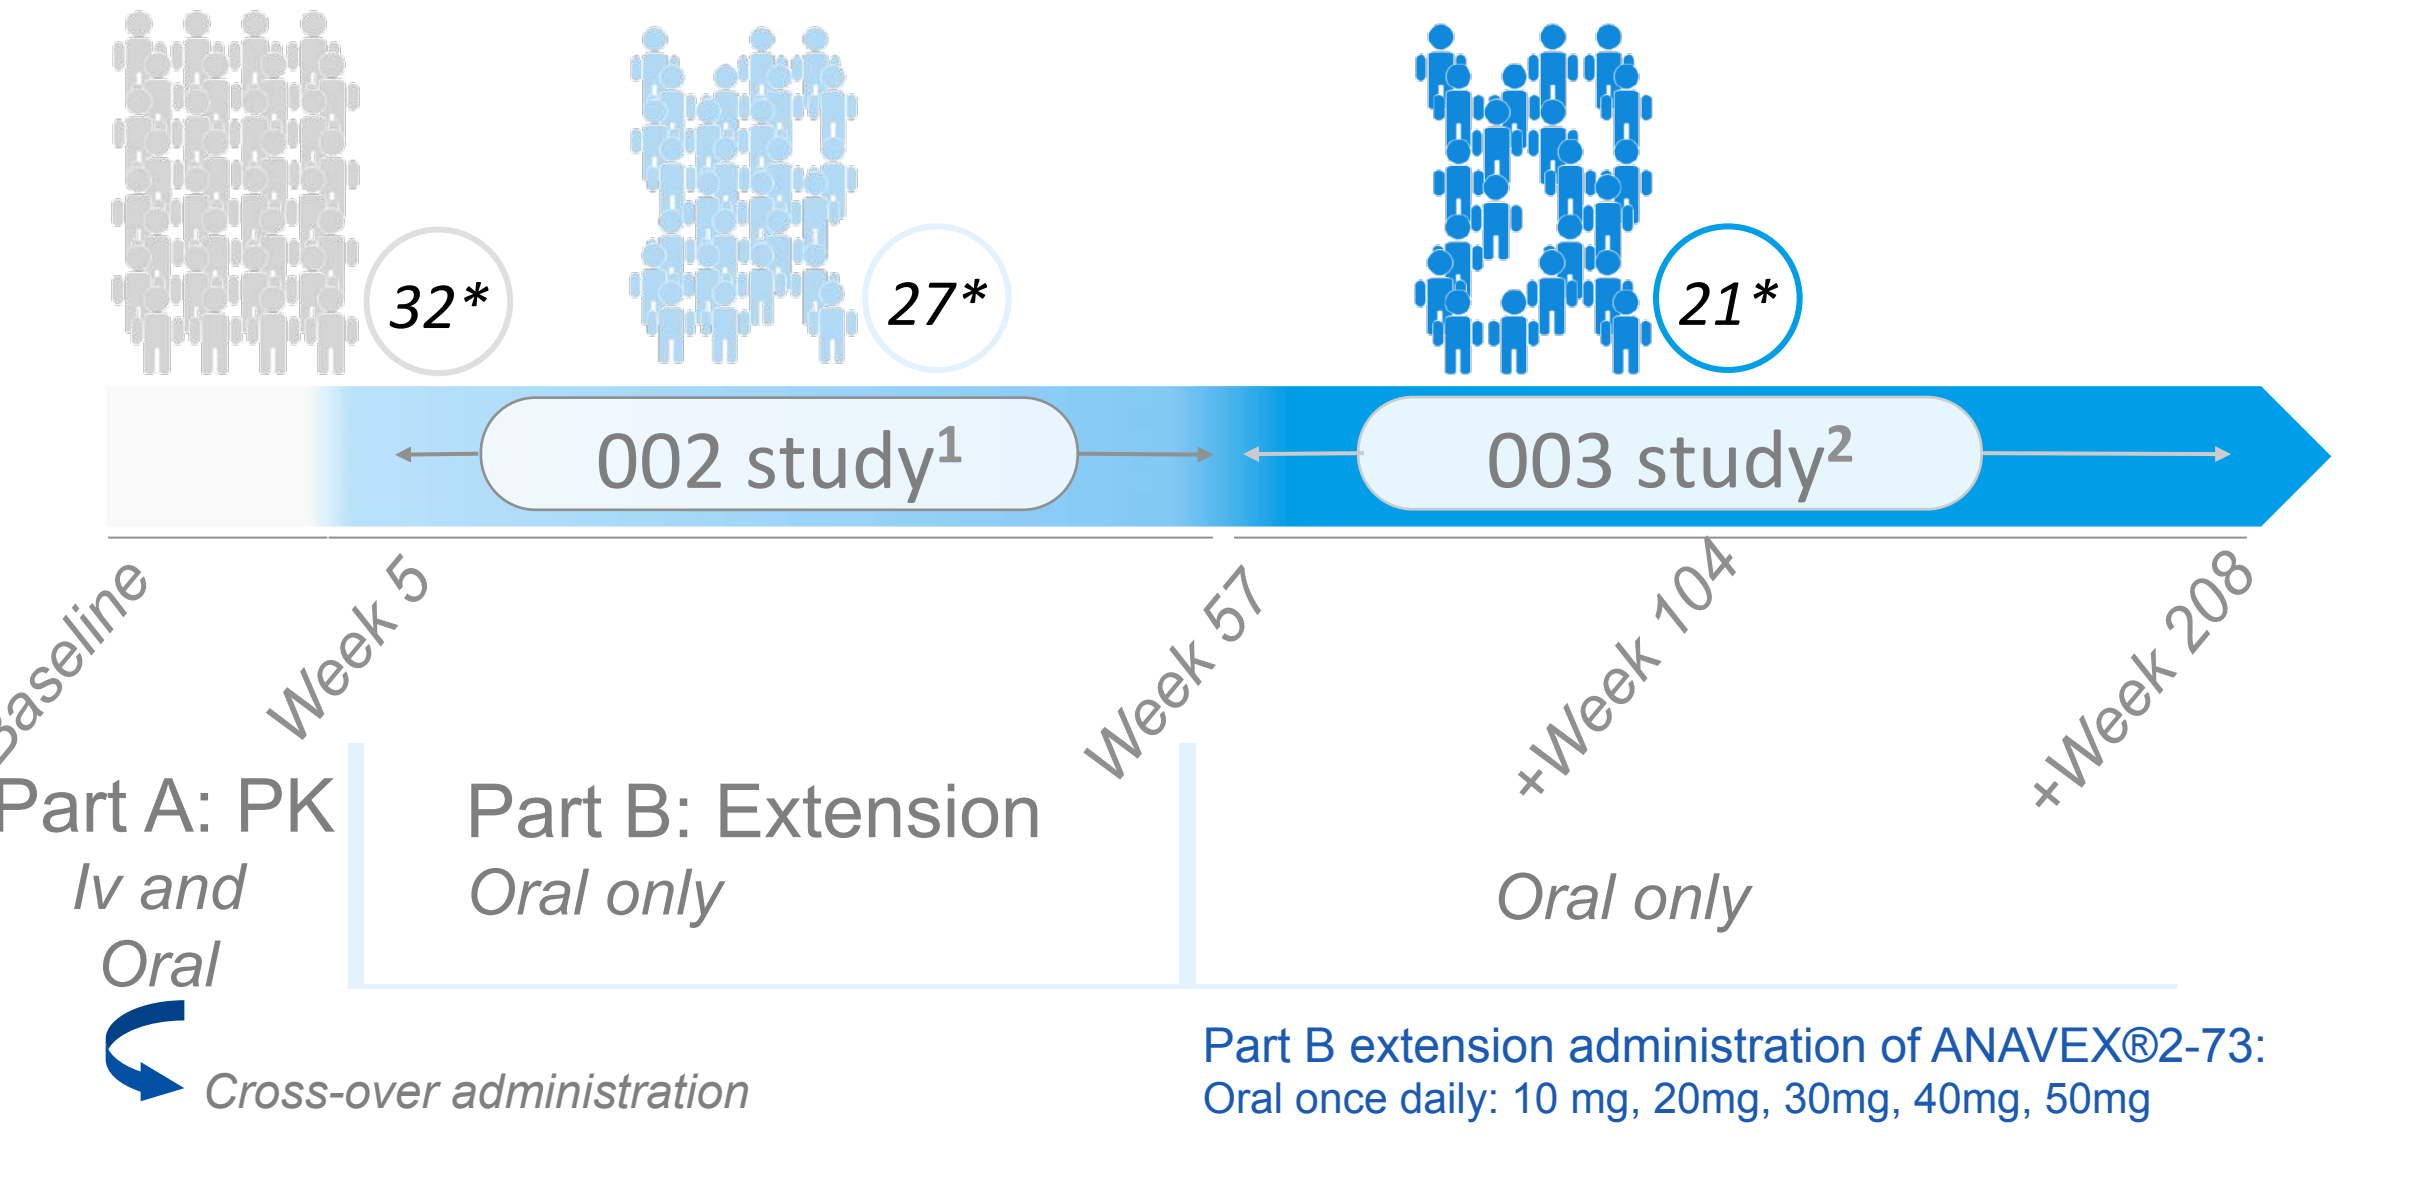 32*
27*
21*
002 study¹
003 study²
Baseline
Week 5
Week 57
+Week 104
+Week 208
Part A: PK
Iv and
Oral
Part B: Extension
Oral only
Oral only
Cross-over administration
Part B extension administration of ANAVEX®2-73:
Oral once daily: 10 mg, 20mg, 30mg, 40mg, 50mg